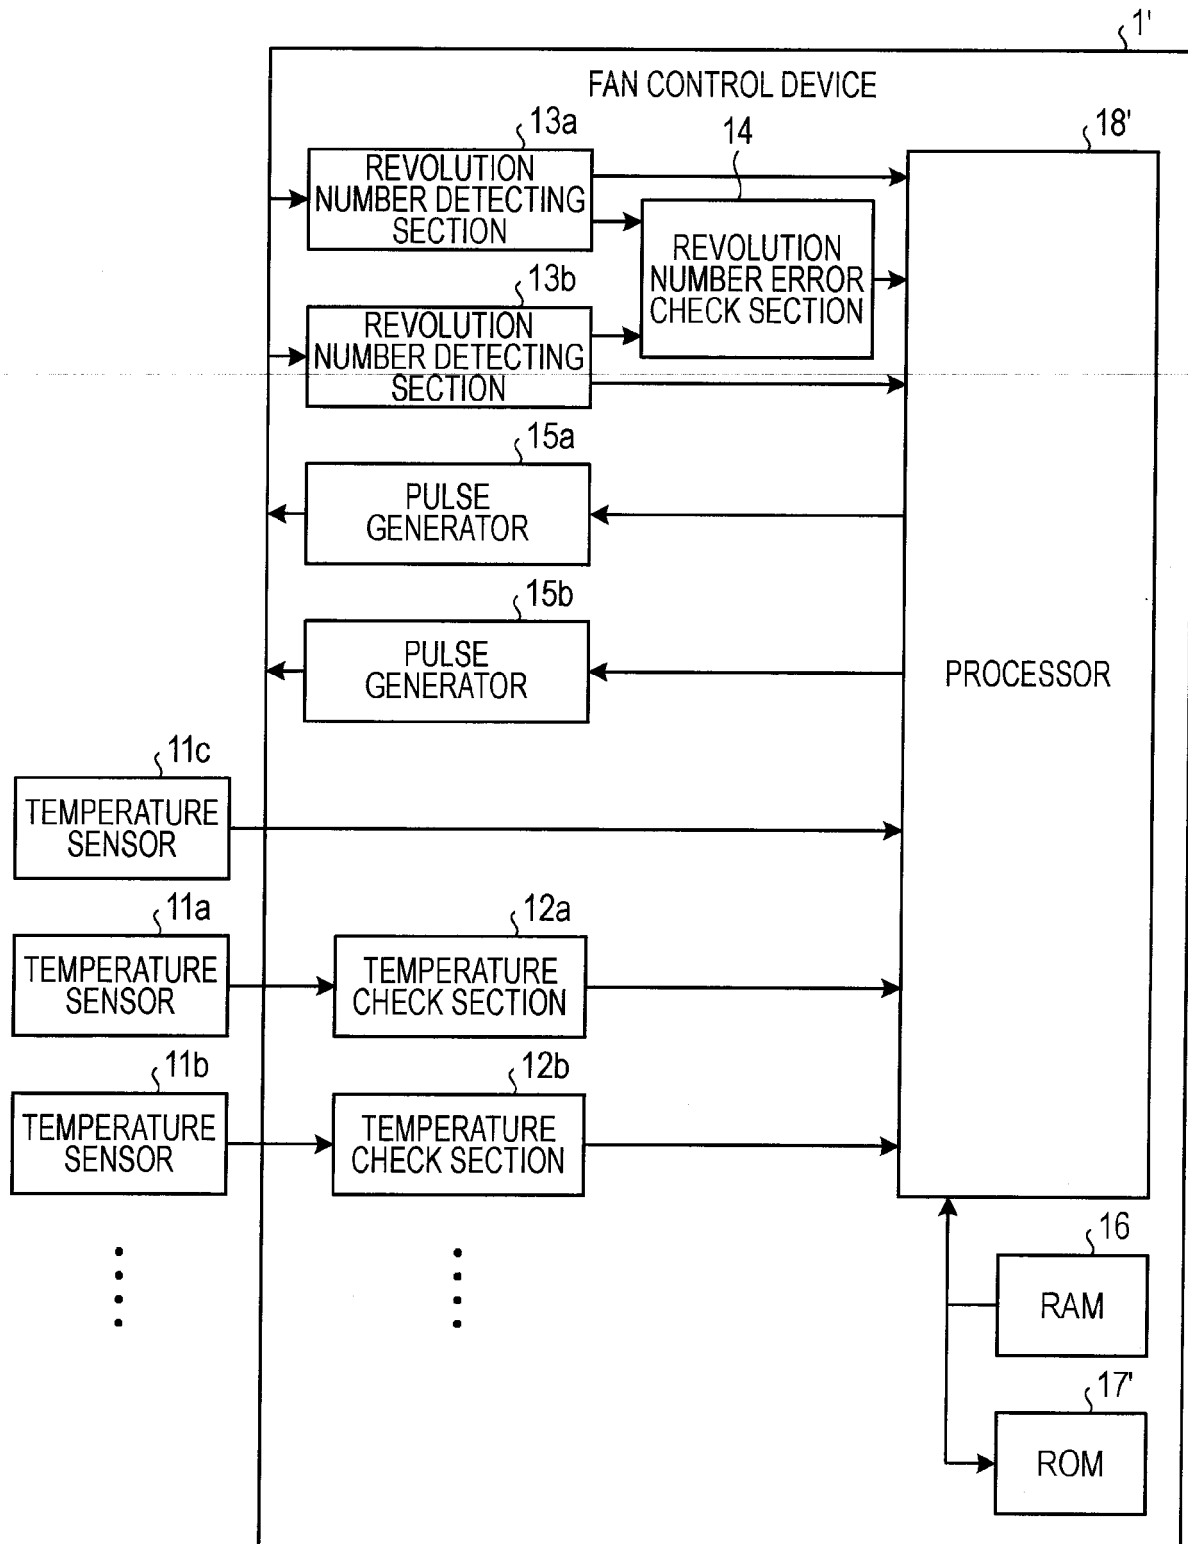 1'
FAN CONTROL DEVICE
13a
14
18'
REVOLUTION
NUMBER DETECTING
SECTION
REVOLUTION
NUMBER ERROR
CHECK SECTION
13b
REVOLUTION
NUMBER DETECTING
SECTION
15a
PULSE
GENERATOR
15b
PULSE
GENERATOR
PROCESSOR
11c
TEMPERATURE
SENSOR
11a
12a
TEMPERATURE
SENSOR
TEMPERATURE
CHECK SECTION
11b
12b
TEMPERATURE
SENSOR
TEMPERATURE
CHECK SECTION
16
RAM
17'
ROM